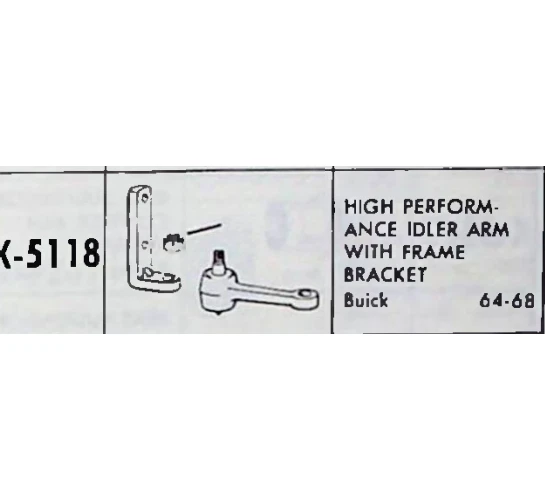 K-5118
HIGH PERFORM-
ANCE IDLER ARM
WITH FRAME
BRACKET
Buick 64-68